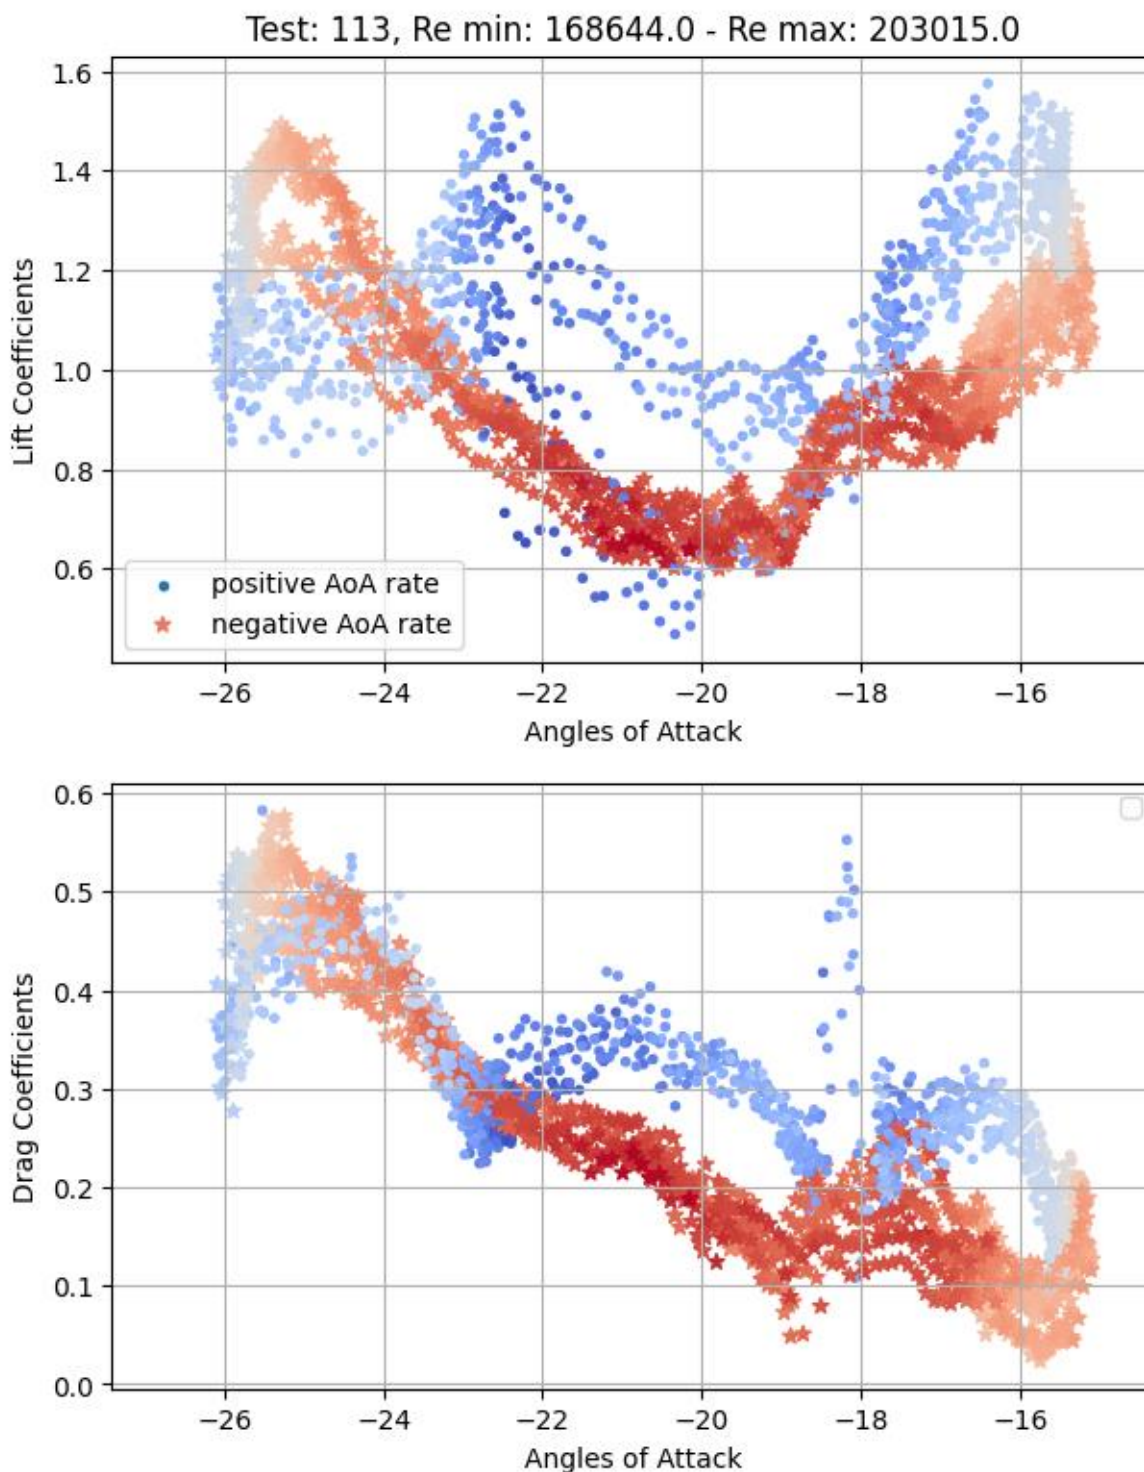 Test: 113, Re min: 168644.0 - Re max: 203015.0
1.6
1.4
1.2
1.0
0.8
0.6
Lift Coefficients
positive AoA rate
negative AoA rate
−26 −24 −22 −20 −18 −16
Angles of Attack
0.6
0.5
0.4
0.3
0.2
0.1
0.0
Drag Coefficients
−26 −24 −22 −20 −18 −16
Angles of Attack